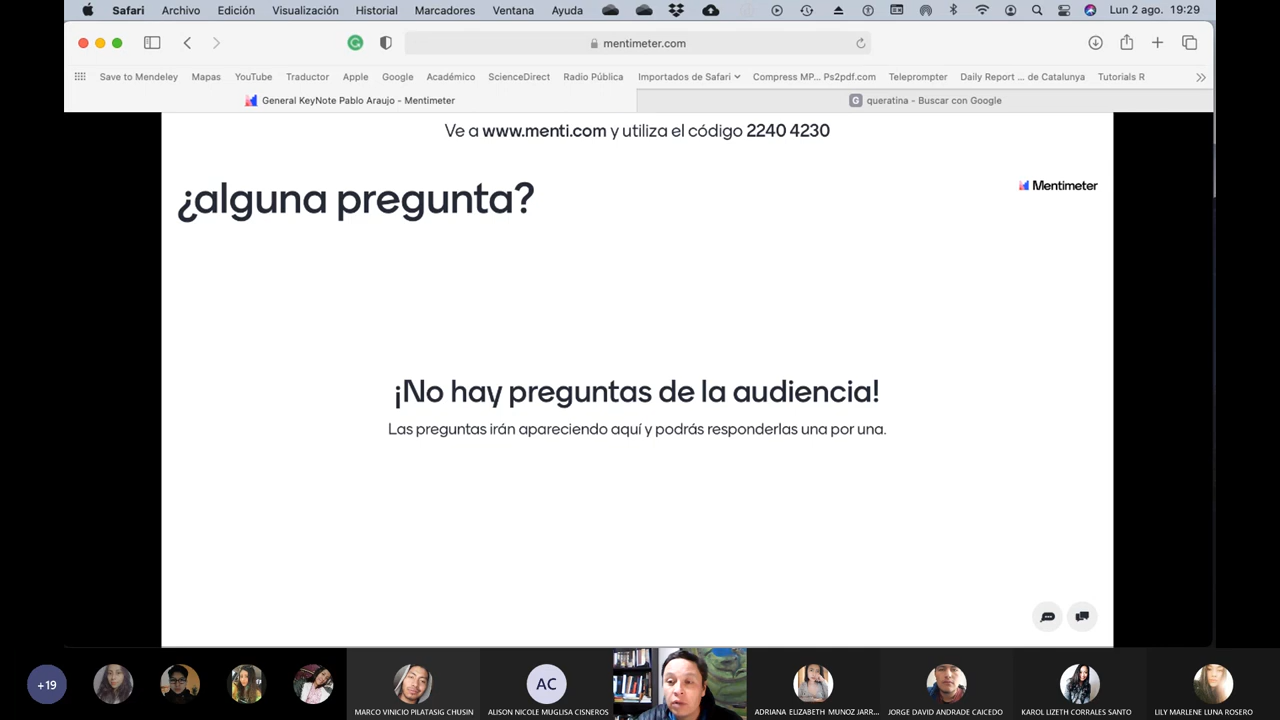 Safari Archivo Edición Visualización Historial Marcadores Ventana Ayuda Lun 2 ago. 19:29
mentimeter.com
Save to Mendeley Mapas YouTube Traductor Apple Google Académico ScienceDirect Radio Pública Importados de Safari Compress MP... Ps2pdf.com Teleprompter Daily Report ... de Catalunya Tutorials R
General KeyNote Pablo Araujo - Mentimeter
G queratina - Buscar con Google
Ve a www.menti.com y utiliza el código 2240 4230
¿alguna pregunta?
Mentimeter
¡No hay preguntas de la audiencia!
Las preguntas irán apareciendo aquí y podrás responderlas una por una.
+19
AC
MARCO VINICIO PILATASIG CHUSIN
ALISON NICOLE MUGLISA CISNEROS
ADRIANA ELIZABETH MUNOZ JARR...
JORGE DAVID ANDRADE CAICEDO
KAROL LIZETH CORRALES SANTO
LILY MARLENE LUNA ROSERO